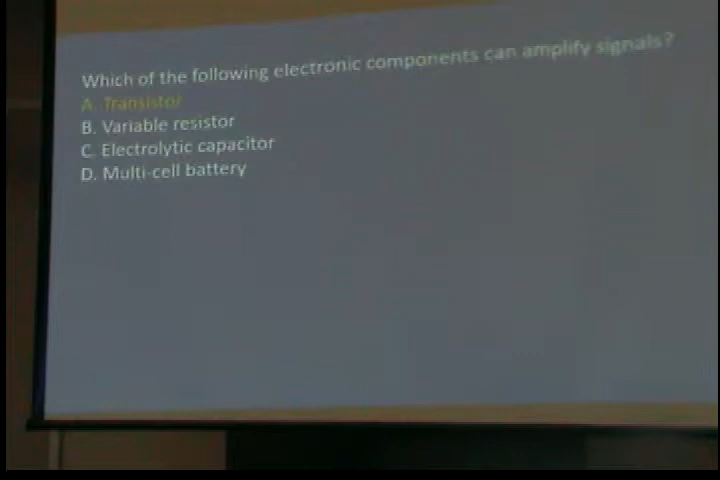 Which of the following electronic components can amplify signals?
A. Transistor
B. Variable resistor
C. Electrolytic capacitor
D. Multi-cell battery